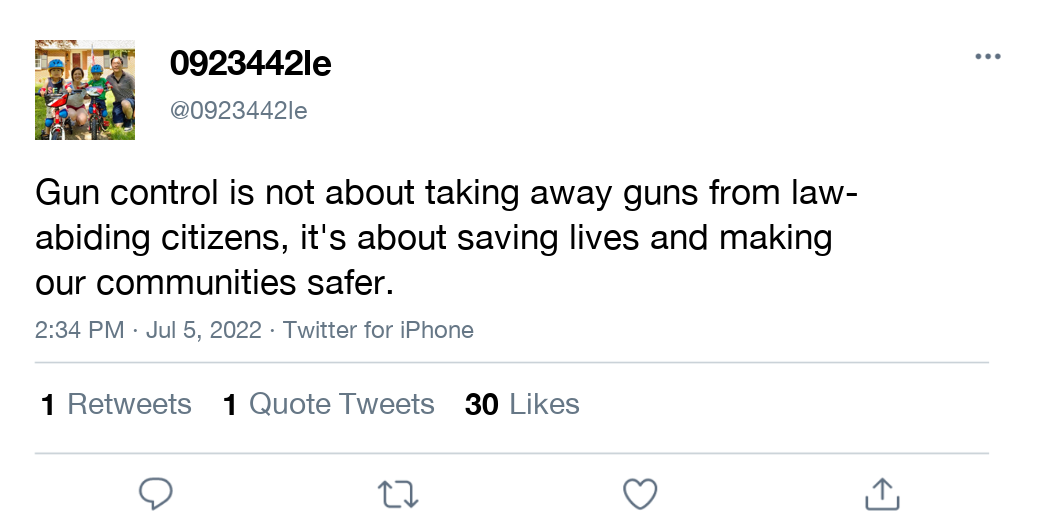 0923442le
@0923442le
Gun control is not about taking away guns from law-
abiding citizens, it's about saving lives and making
our communities safer.
2:34 PM · Jul 5, 2022 · Twitter for iPhone
1 Retweets 1 Quote Tweets 30 Likes